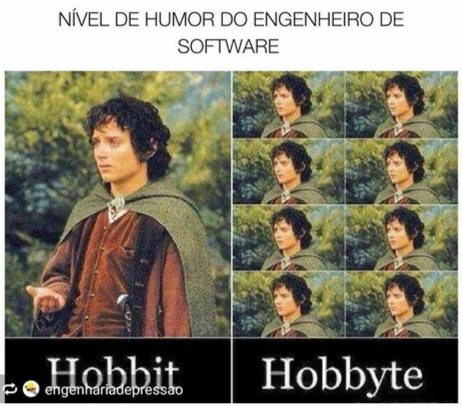 NÍVEL DE HUMOR DO ENGENHEIRO DE
SOFTWARE
Hobbit
Hobbyte
engenhariadepressao